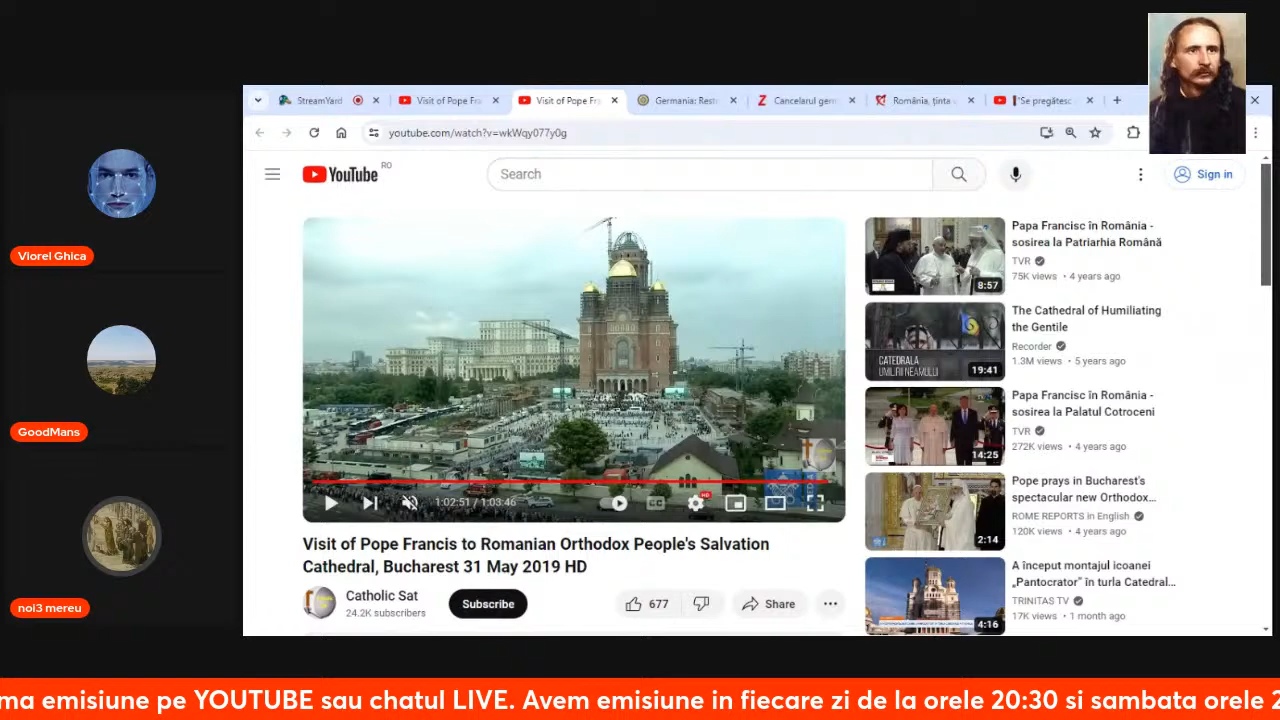 StreamYard
Visit of Pope Fra
Visit of Pope Fra
Germania: Restr
Cancelarul gern
România, ținta v
"Se pregătesc
youtube.com/watch?v=wkWqy077y0g
YouTube RO
Search
Sign in
Viorel Ghica
GoodMans
noi3 mereu
1:02:51 / 1:03:46
CC
HD
Visit of Pope Francis to Romanian Orthodox People's Salvation
Cathedral, Bucharest 31 May 2019 HD
Catholic Sat
24.2K subscribers
Subscribe
677
Share
8:57
Papa Francisc în România -
sosirea la Patriarhia Română
TVR
75K views • 4 years ago
CATEDRALA
UMILIRII NEAMULUI
19:41
The Cathedral of Humiliating
the Gentile
Recorder
1.3M views • 5 years ago
14:25
Papa Francisc în România -
sosirea la Palatul Cotroceni
TVR
272K views • 4 years ago
2:14
Pope prays in Bucharest's
spectacular new Orthodox...
ROME REPORTS in English
120K views • 4 years ago
4:16
A început montajul icoanei
„Pantocrator" în turla Catedral...
TRINITAS TV
17K views • 1 month ago
ma emisiune pe YOUTUBE sau chatul LIVE. Avem emisiune in fiecare zi de la orele 20:30 si sambata orele 2